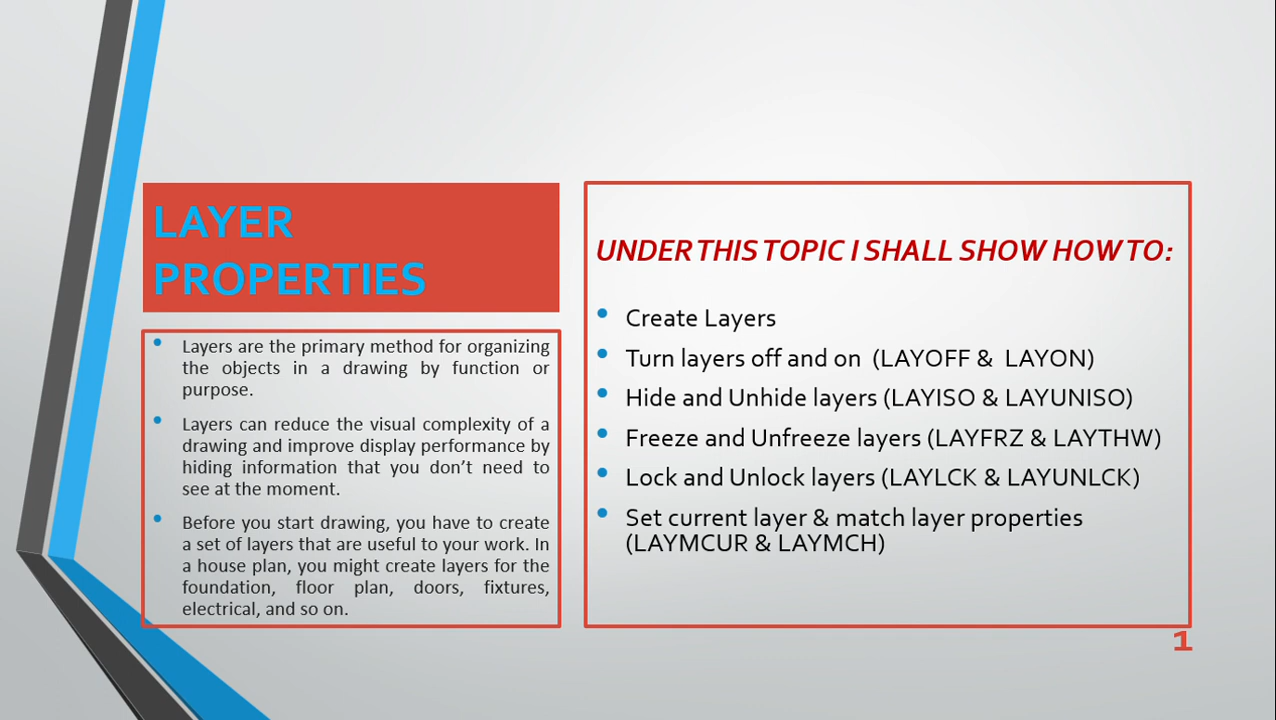 LAYER
PROPERTIES
• Layers are the primary method for organizing
the objects in a drawing by function or
purpose.
• Layers can reduce the visual complexity of a
drawing and improve display performance by
hiding information that you don’t need to
see at the moment.
• Before you start drawing, you have to create
a set of layers that are useful to your work. In
a house plan, you might create layers for the
foundation, floor plan, doors, fixtures,
electrical, and so on.
UNDER THIS TOPIC I SHALL SHOW HOW TO:
• Create Layers
• Turn layers off and on (LAYOFF & LAYON)
• Hide and Unhide layers (LAYISO & LAYUNISO)
• Freeze and Unfreeze layers (LAYFRZ & LAYTHW)
• Lock and Unlock layers (LAYLCK & LAYUNLCK)
• Set current layer & match layer properties
(LAYMCUR & LAYMCH)
1